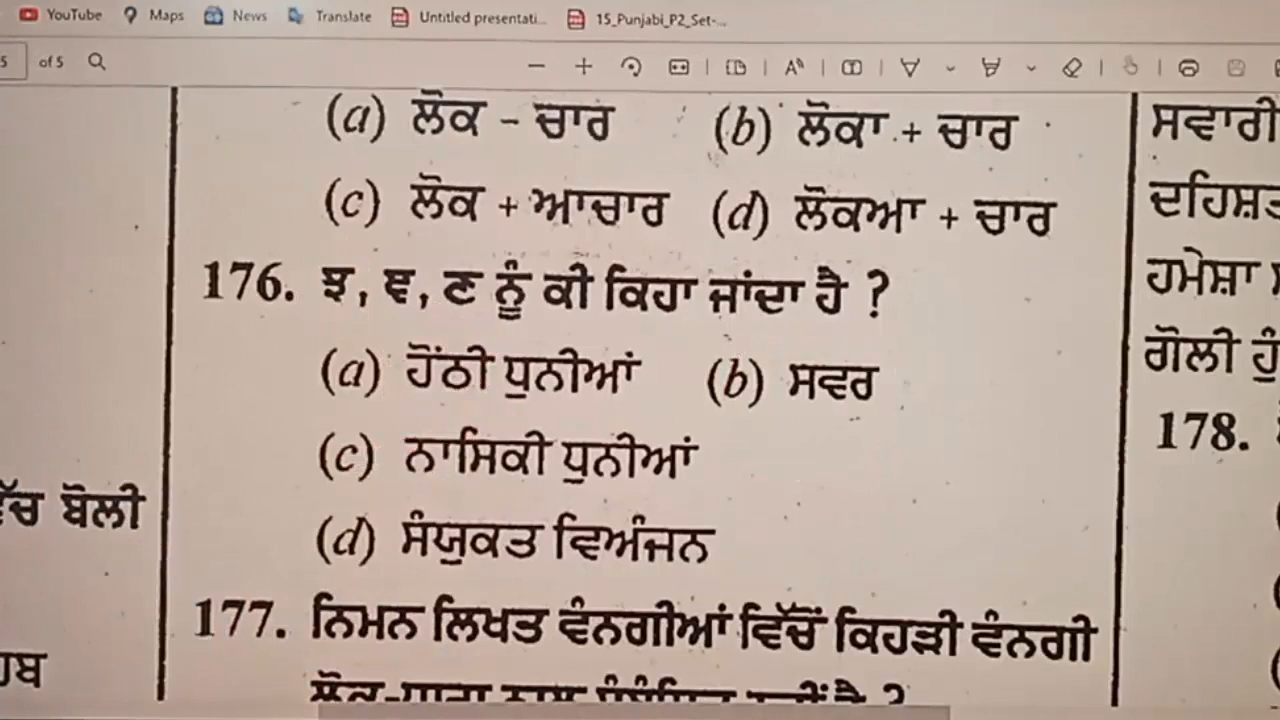 YouTube Maps News Translate Untitled presentati... 15_Punjabi_P2_Set-...
5 of 5
(a) ਲੋਕ - ਚਾਰ (b) ਲੋਕਾ + ਚਾਰ
(c) ਲੋਕ + ਆਚਾਰ (d) ਲੋਕਆ + ਚਾਰ
176. ਝ, ਞ, ਣ ਨੂੰ ਕੀ ਕਿਹਾ ਜਾਂਦਾ ਹੈ ?
(a) ਹੋਂਠੀ ਧੁਨੀਆਂ (b) ਸਵਰ
(c) ਨਾਸਿਕੀ ਧੁਨੀਆਂ
(d) ਸੰਯੁਕਤ ਵਿਅੰਜਨ
177. ਨਿਮਨ ਲਿਖਤ ਵੰਨਗੀਆਂ ਵਿੱਚੋਂ ਕਿਹੜੀ ਵੰਨਗੀ
ਬੋਲੀ
ਸਵਾਰੀ
ਹਮੇਸ਼ਾ
ਗੋਲੀ
178.